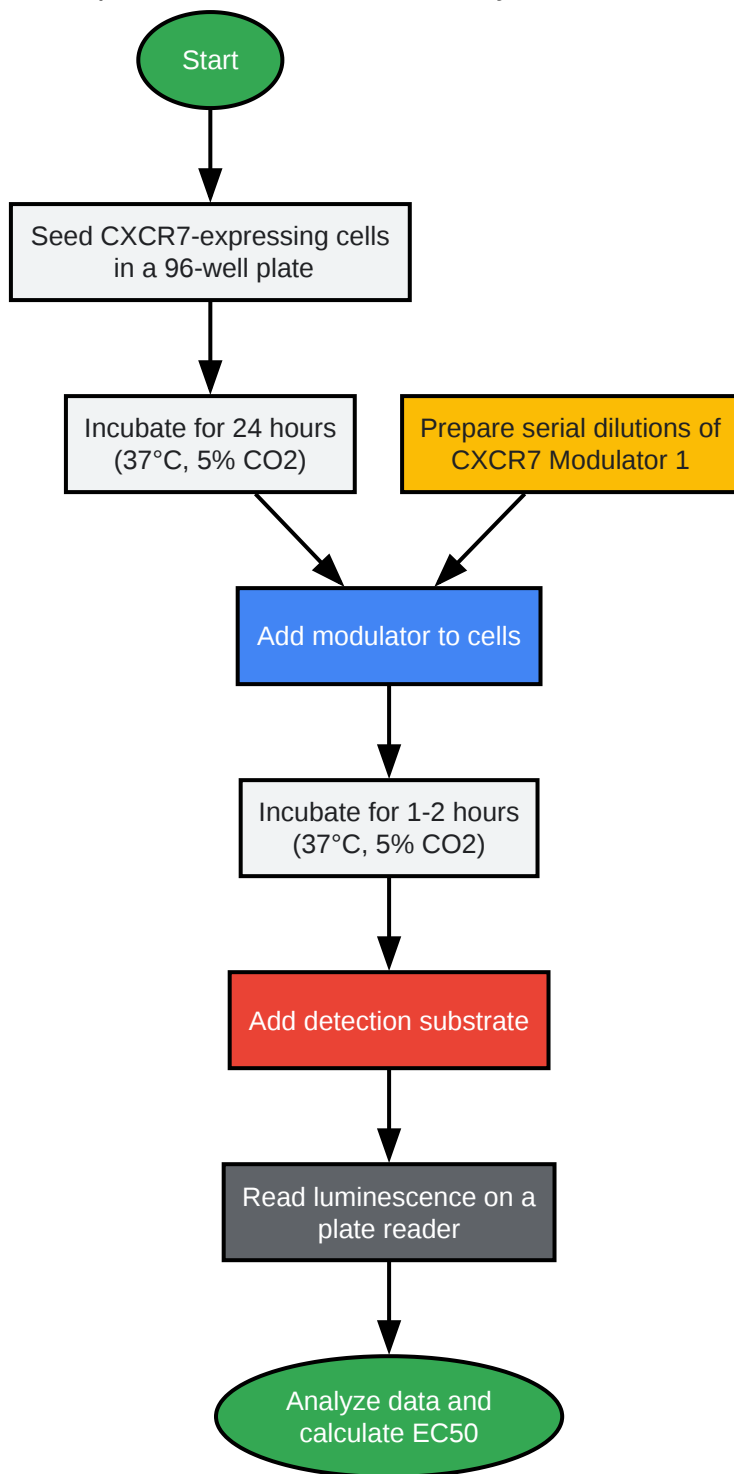 Start
Seed CXCR7-expressing cells
in a 96-well plate
Incubate for 24 hours
(37°C, 5% CO2)
Prepare serial dilutions of
CXCR7 Modulator 1
Add modulator to cells
Incubate for 1-2 hours
(37°C, 5% CO2)
Add detection substrate
Read luminescence on a
plate reader
Analyze data and
calculate EC50